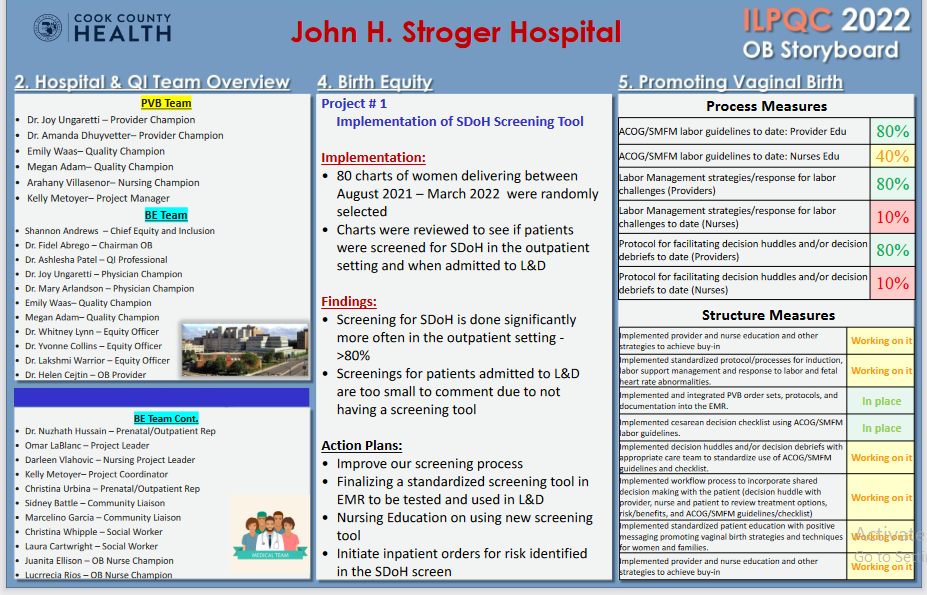 COOK COUNTY
HEALTH
John H. Stroger Hospital
ILPQC 2022
OB Storyboard
2. Hospital & QI Team Overview
PVB Team
• Dr. Joy Ungaretti – Provider Champion
• Dr. Amanda Dhuyvetter– Provider Champion
• Emily Waas– Quality Champion
• Megan Adam– Quality Champion
• Arahany Villasenor– Nursing Champion
• Kelly Metoyer– Project Manager
BE Team
• Shannon Andrews – Chief Equity and Inclusion
• Dr. Fidel Abrego – Chairman OB
• Dr. Ashlesha Patel – QI Professional
• Dr. Joy Ungaretti – Physician Champion
• Dr. Mary Arlandson – Physician Champion
• Emily Waas– Quality Champion
• Megan Adam– Quality Champion
• Dr. Whitney Lynn – Equity Officer
• Dr. Yvonne Collins – Equity Officer
• Dr. Lakshmi Warrior – Equity Officer
• Dr. Helen Cejtin – OB Provider
BE Team Cont.
• Dr. Nuzhath Hussain – Prenatal/Outpatient Rep
• Omar LaBlanc – Project Leader
• Darleen Vlahovic – Nursing Project Leader
• Kelly Metoyer– Project Coordinator
• Christina Urbina – Prenatal/Outpatient Rep
• Sidney Battle – Community Liaison
• Marcelino Garcia – Community Liaison
• Christina Whipple – Social Worker
• Laura Cartwright – Social Worker
• Juanita Ellison – OB Nurse Champion
• Lucrrecia Rios – OB Nurse Champion
MEDICAL TEAM
4. Birth Equity
Project # 1
Implementation of SDoH Screening Tool
Implementation:
• 80 charts of women delivering between
August 2021 – March 2022 were randomly
selected
• Charts were reviewed to see if patients
were screened for SDoH in the outpatient
setting and when admitted to L&D
Findings:
• Screening for SDoH is done significantly
more often in the outpatient setting -
>80%
• Screenings for patients admitted to L&D
are too small to comment due to not
having a screening tool
Action Plans:
• Improve our screening process
• Finalizing a standardized screening tool in
EMR to be tested and used in L&D
• Nursing Education on using new screening
tool
• Initiate inpatient orders for risk identified
in the SDoH screen
5. Promoting Vaginal Birth
Process Measures
ACOG/SMFM labor guidelines to date: Provider Edu 80%
ACOG/SMFM labor guidelines to date: Nurses Edu 40%
Labor Management strategies/response for labor
challenges (Providers) 80%
Labor Management strategies/response for labor
challenges to date (Nurses) 10%
Protocol for facilitating decision huddles and/or decision
debriefs to date (Providers) 80%
Protocol for facilitating decision huddles and/or decision
debriefs to date (Nurses) 10%
Structure Measures
Implemented provider and nurse education and other
strategies to achieve buy-in Working on it
Implemented standardized protocol/processes for induction,
labor support management and response to labor and fetal
heart rate abnormalities. Working on it
Implemented and integrated PVB order sets, protocols, and
documentation into the EMR. In place
Implemented cesarean decision checklist using ACOG/SMFM
labor guidelines. In place
Implemented decision huddles and/or decision debriefs with
appropriate care team to standardize use of ACOG/SMFM
guidelines and checklist. Working on it
Implemented workflow process to incorporate shared
decision making with the patient (decision huddle with
provider, nurse and patient to review treatment options,
risk/benefits, and ACOG/SMFM guidelines/checklist) Working on it
Implemented standardized patient education with positive
messaging promoting vaginal birth strategies and techniques
for women and families. Working on it
Implemented provider and nurse education and other
strategies to achieve buy-in Working on it
Activate
Go to Setti